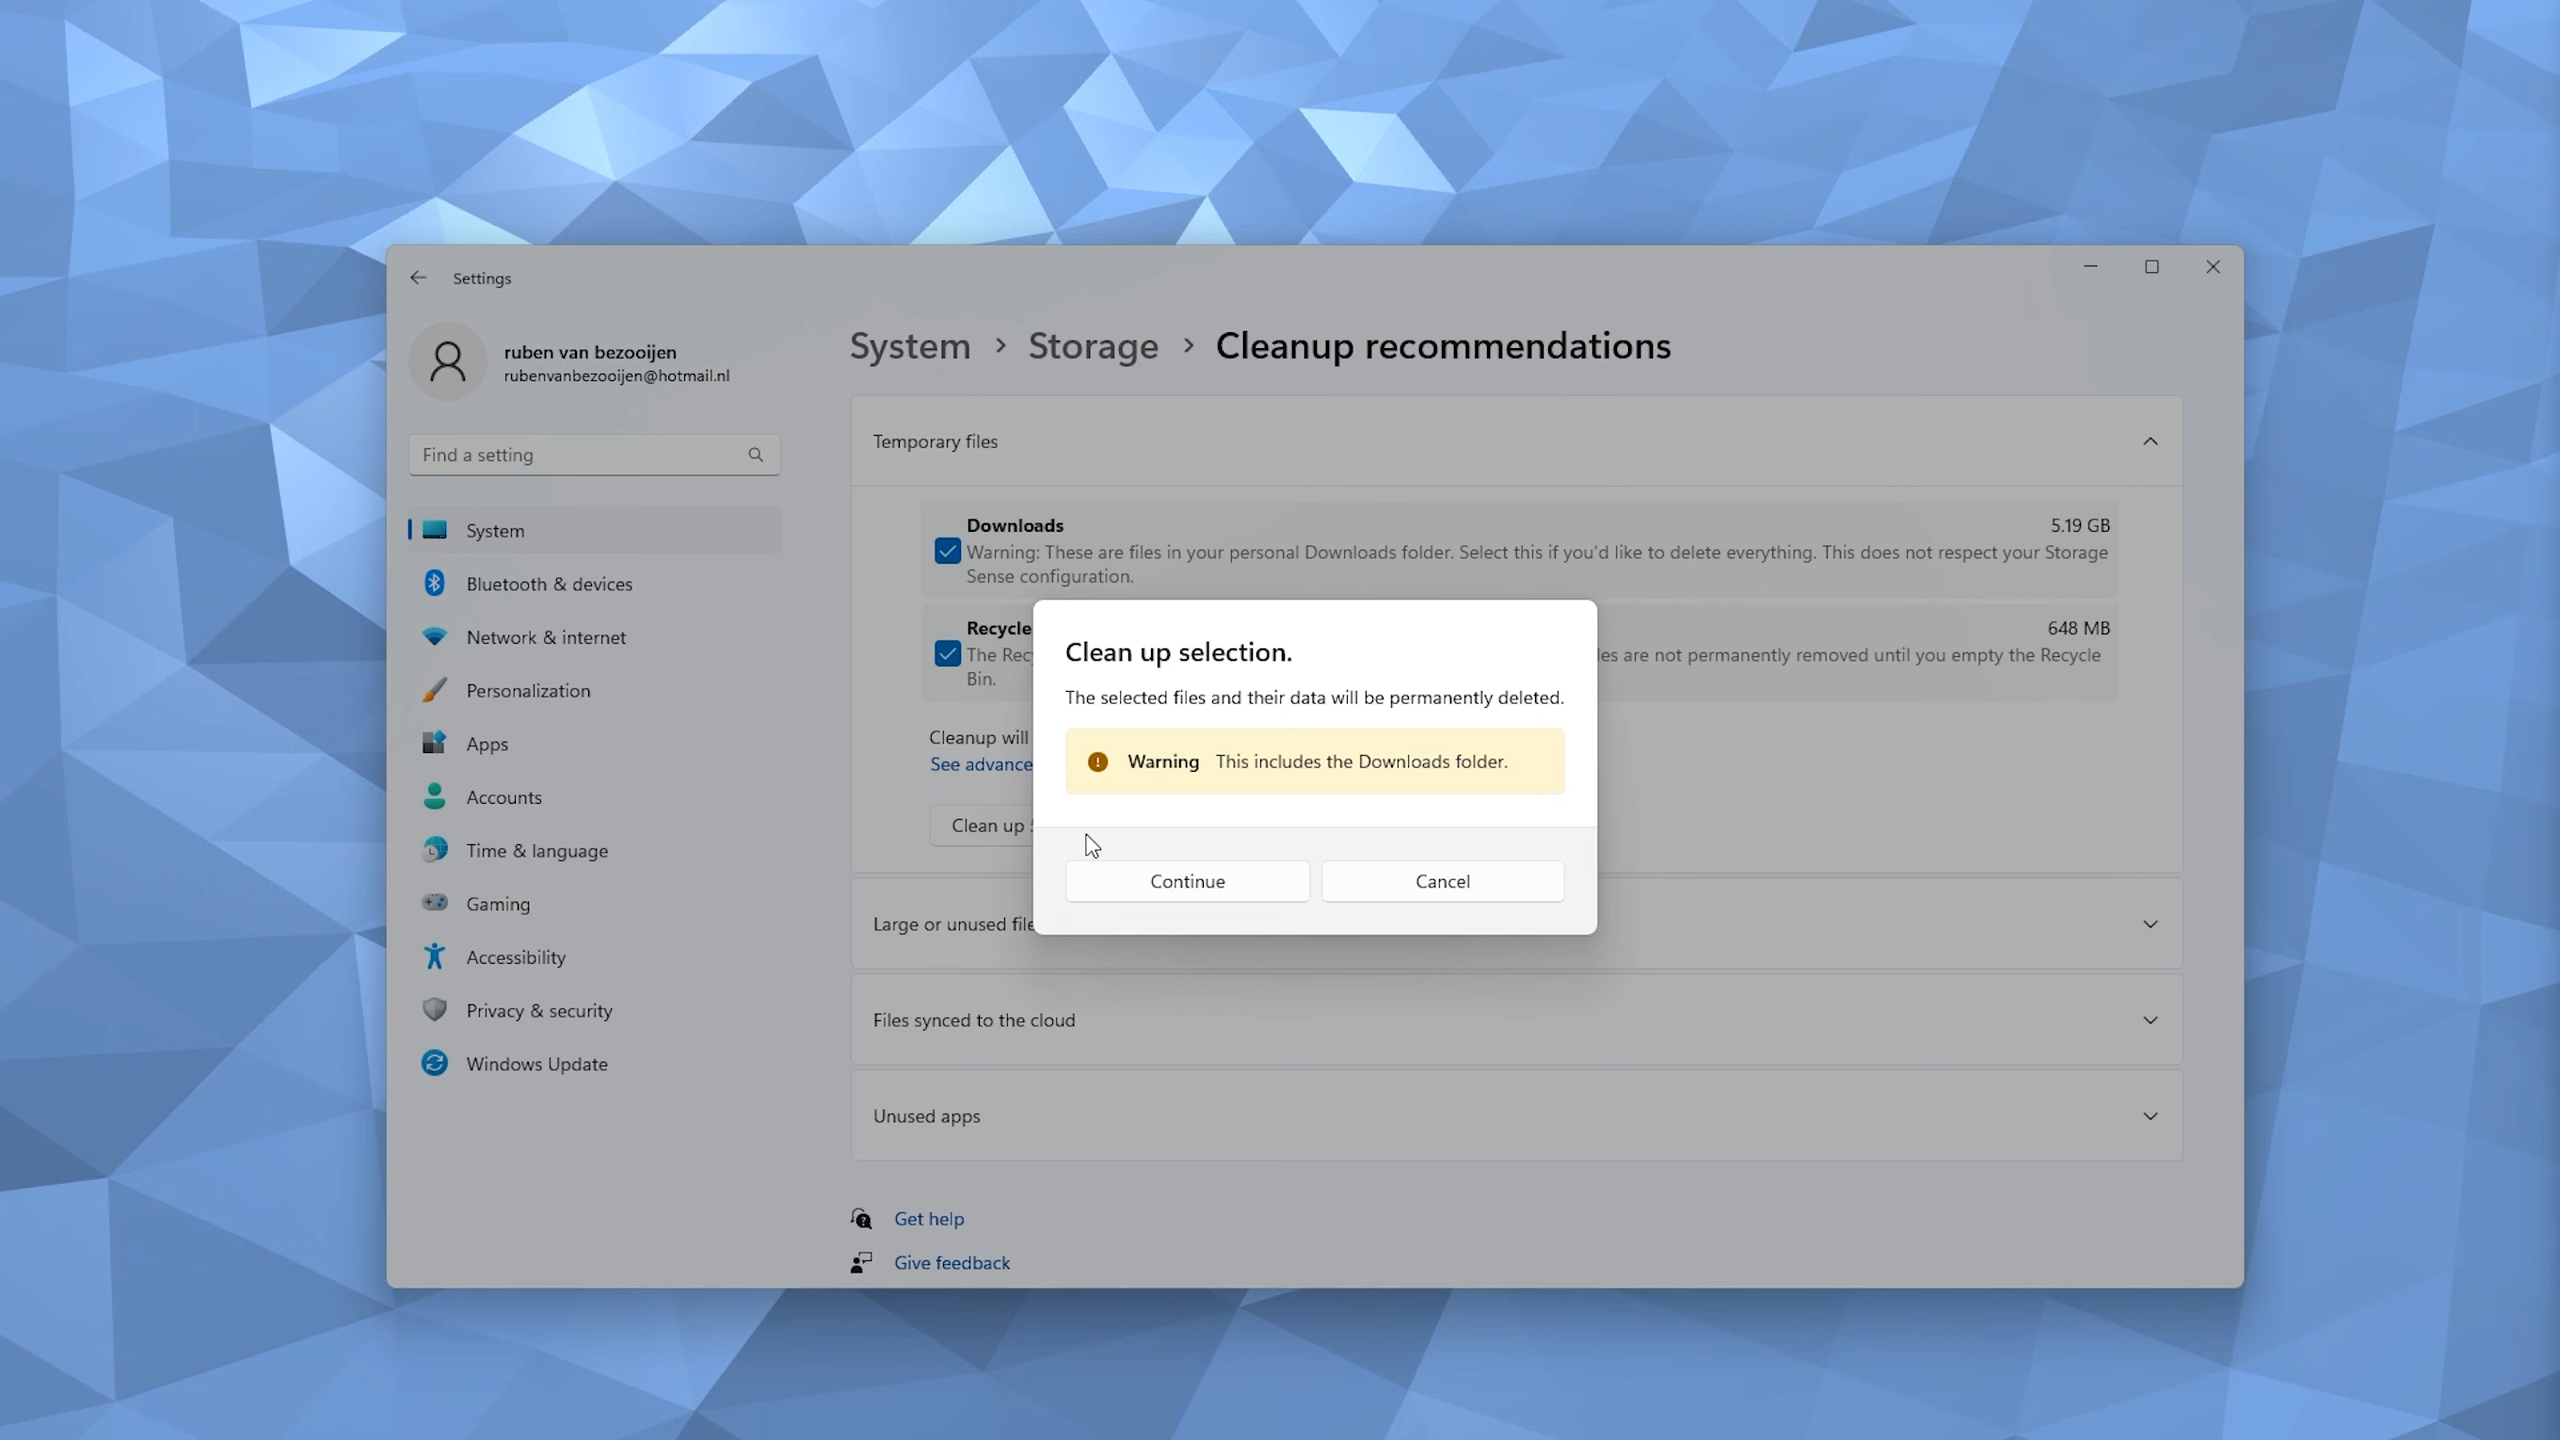 Settings
ruben van bezooijen
rubenvanbezooijen@hotmail.nl
Find a setting
System
Bluetooth & devices
Network & internet
Personalization
Apps
Accounts
Time & language
Gaming
Accessibility
Privacy & security
Windows Update
System > Storage > Cleanup recommendations
Temporary files
Downloads 5.19 GB
Warning: These are files in your personal Downloads folder. Select this if you'd like to delete everything. This does not respect your Storage
Sense configuration.
Recycle 648 MB
The les are not permanently removed until you empty the Recycle
Bin.
Cleanup will
See advance
Clean up
Clean up selection.
The selected files and their data will be permanently deleted.
Warning This includes the Downloads folder.
Continue Cancel
Large or unused file
Files synced to the cloud
Unused apps
Get help
Give feedback